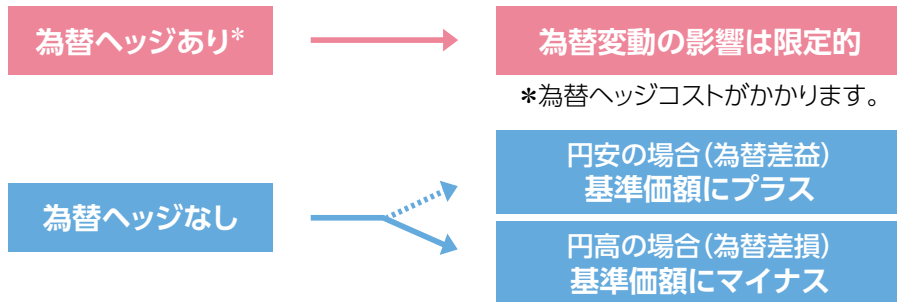 為替ヘッジあり*
為替変動の影響は限定的
*為替ヘッジコストがかかります。
為替ヘッジなし
円安の場合(為替差益)
基準価額にプラス
円高の場合(為替差損)
基準価額にマイナス